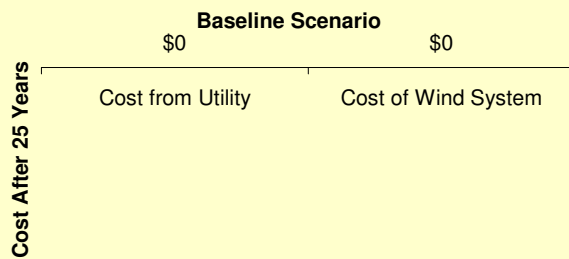 Baseline Scenario
$0 $0
Cost from Utility Cost of Wind System
Cost After 25 Years